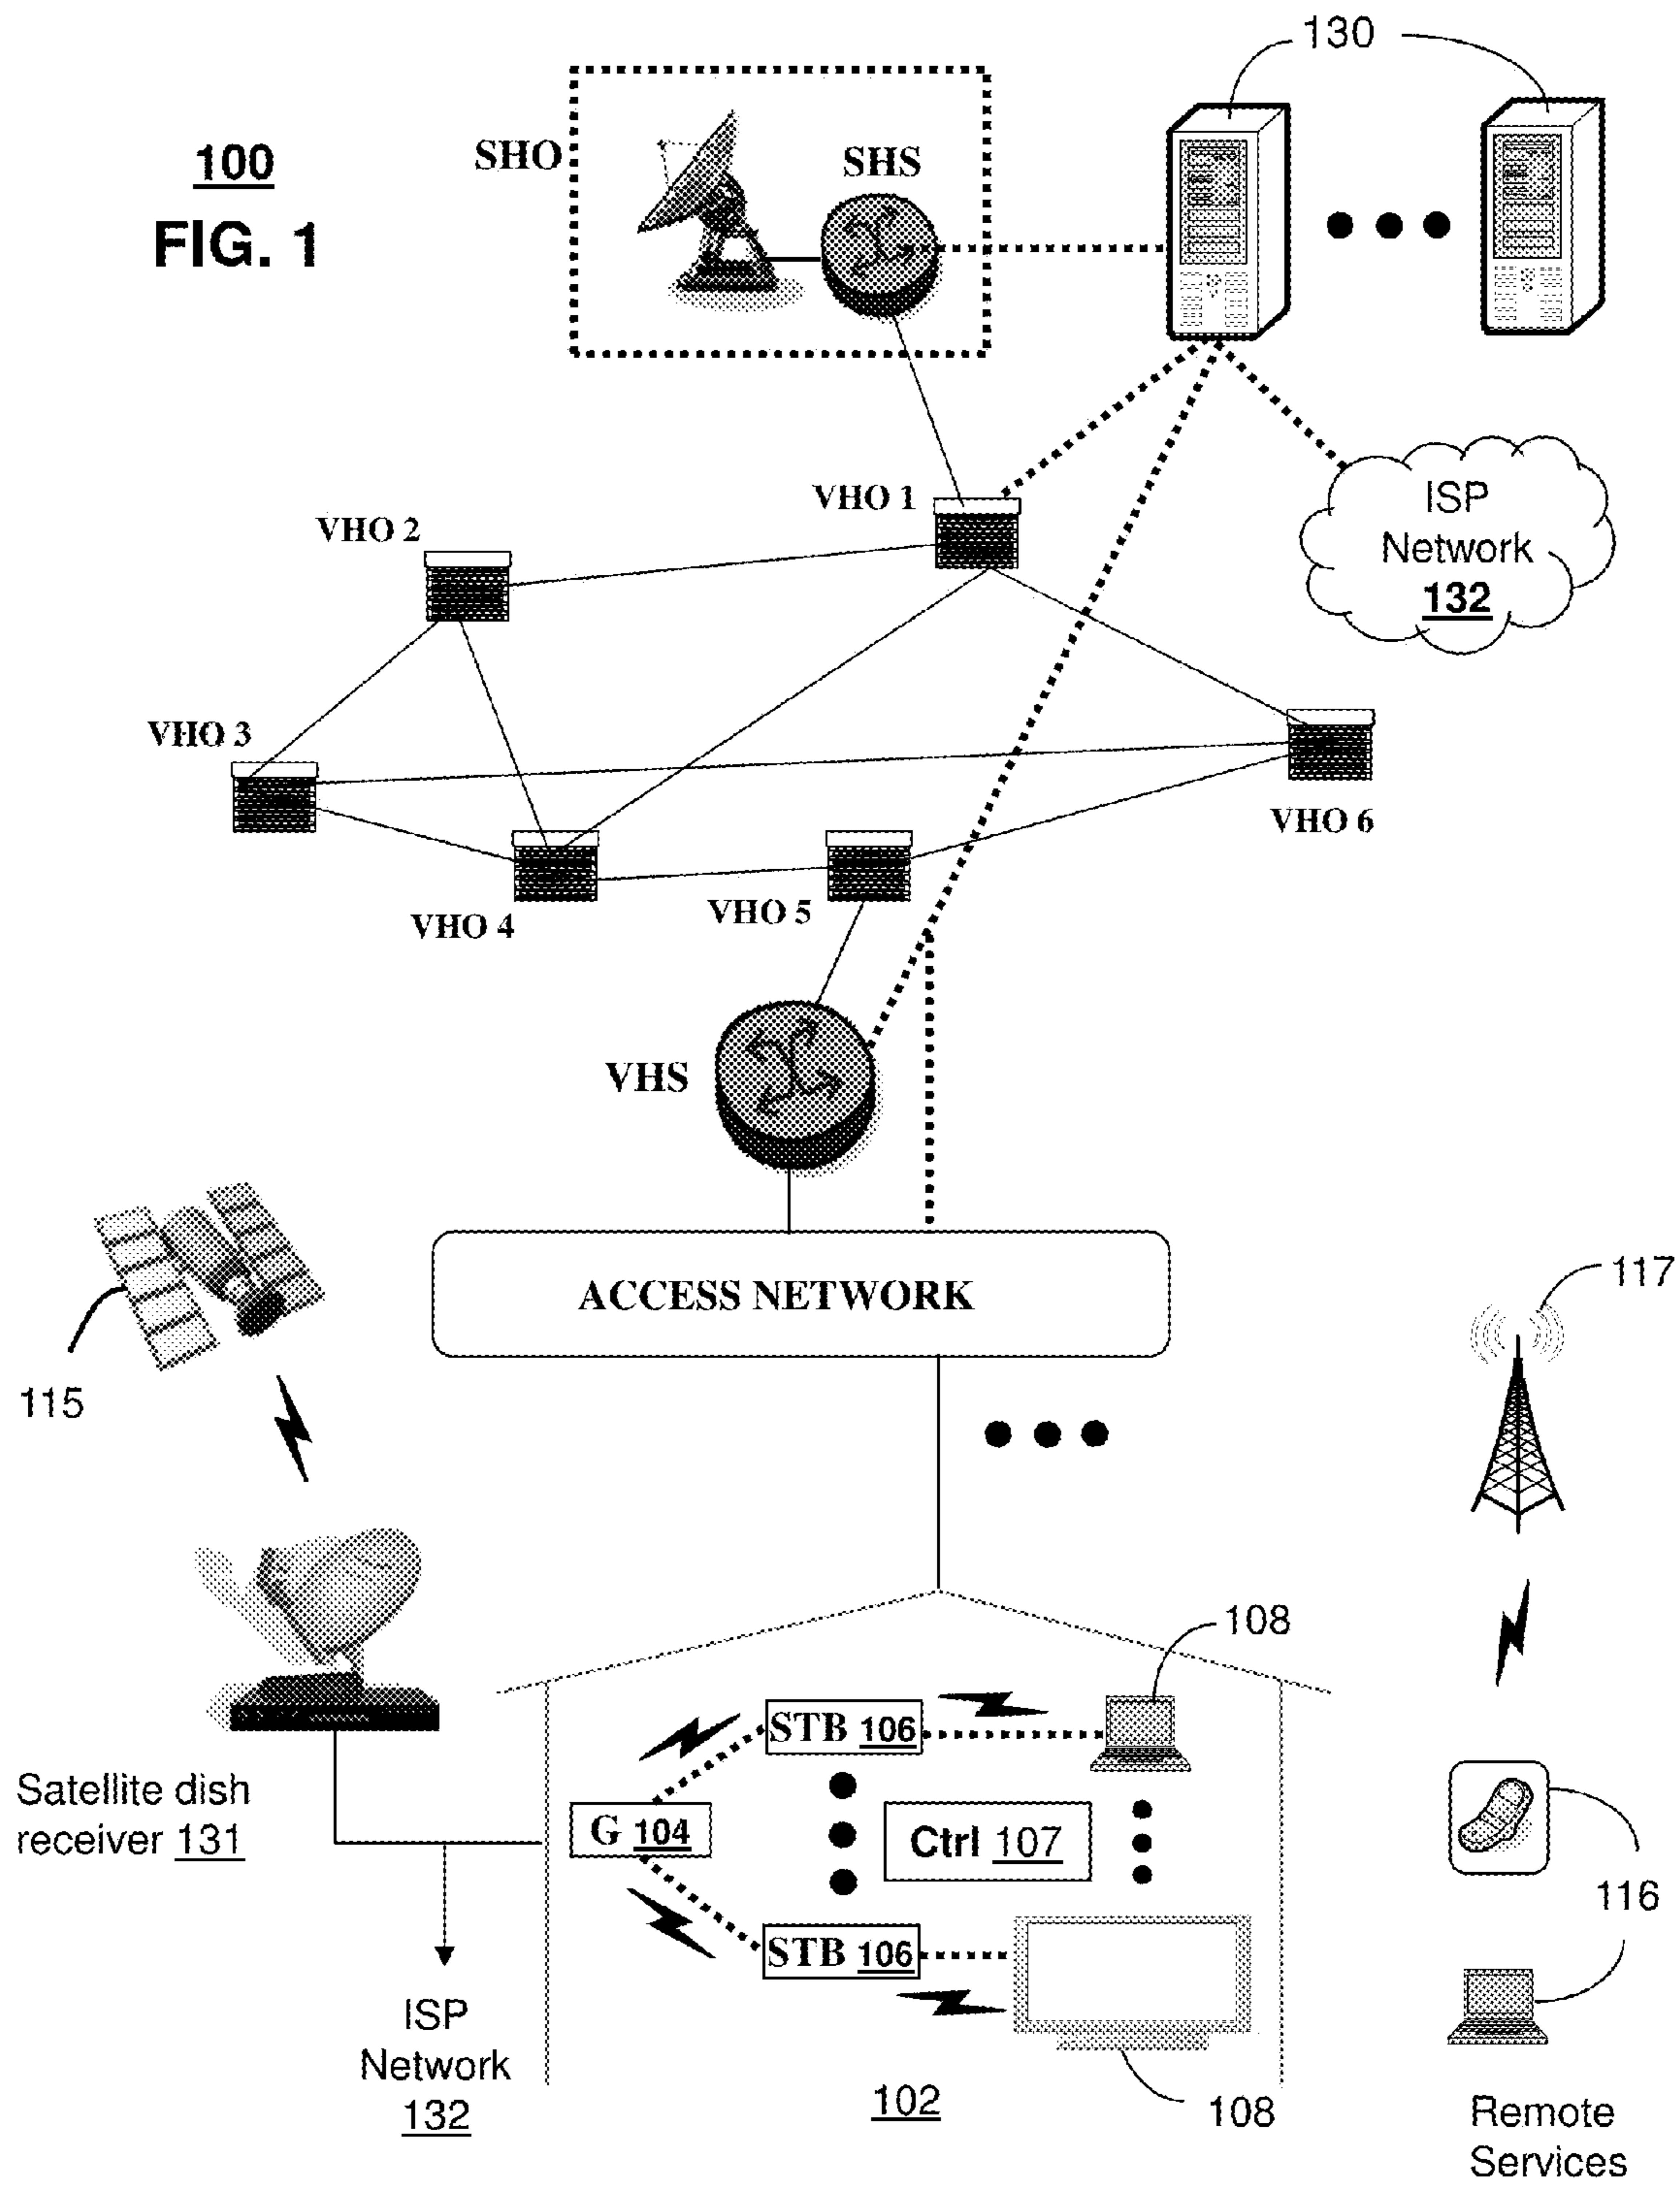 130
SHO
SHS
100
FIG. 1
VHO 1
VHO 2
ISP
Network
132
VHO 3
VHO 6
VHO 4
VHO 5
VHS
ACCESS NETWORK
117
115
108
STB 106
Satellite dish
receiver 131
G 104
Ctrl 107
116
STB 106
ISP
Network
132
102
108
Remote
Services